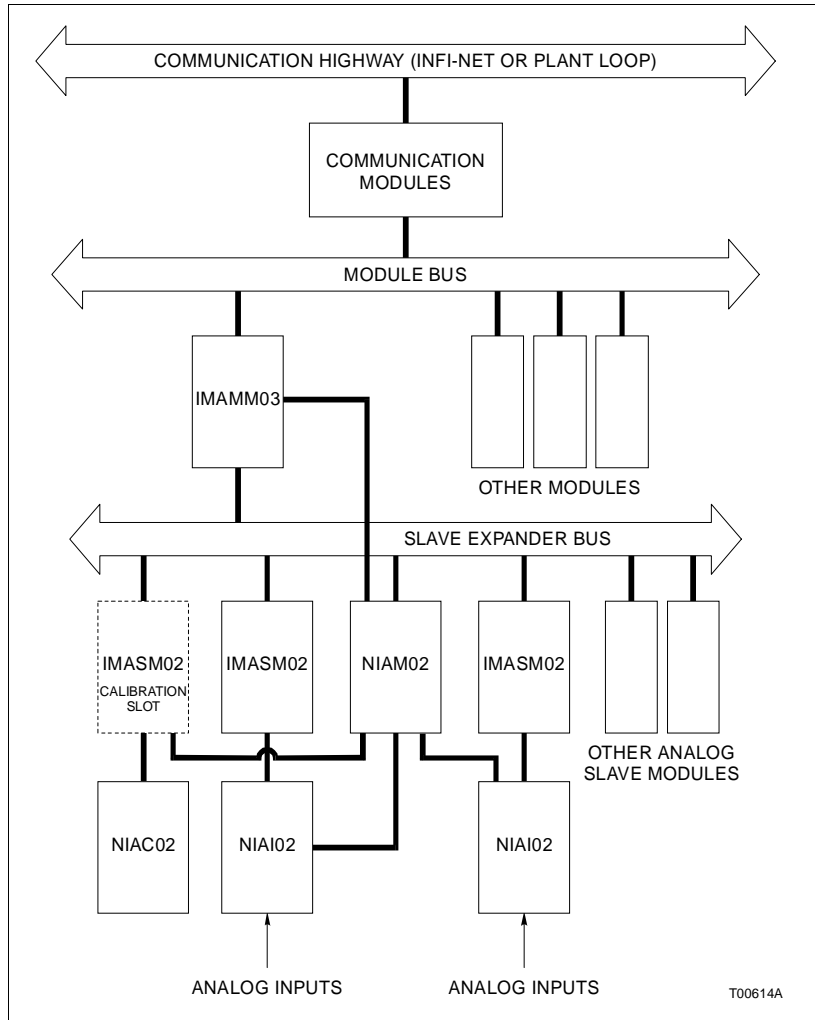 COMMUNICATION HIGHWAY (INFI-NET OR PLANT LOOP)
COMMUNICATION
MODULES
MODULE BUS
IMAMM03
OTHER MODULES
SLAVE EXPANDER BUS
IMASM02
CALIBRATION
SLOT
IMASM02
NIAM02
IMASM02
OTHER ANALOG
SLAVE MODULES
NIAC02
NIAI02
NIAI02
ANALOG INPUTS
ANALOG INPUTS
T00614A